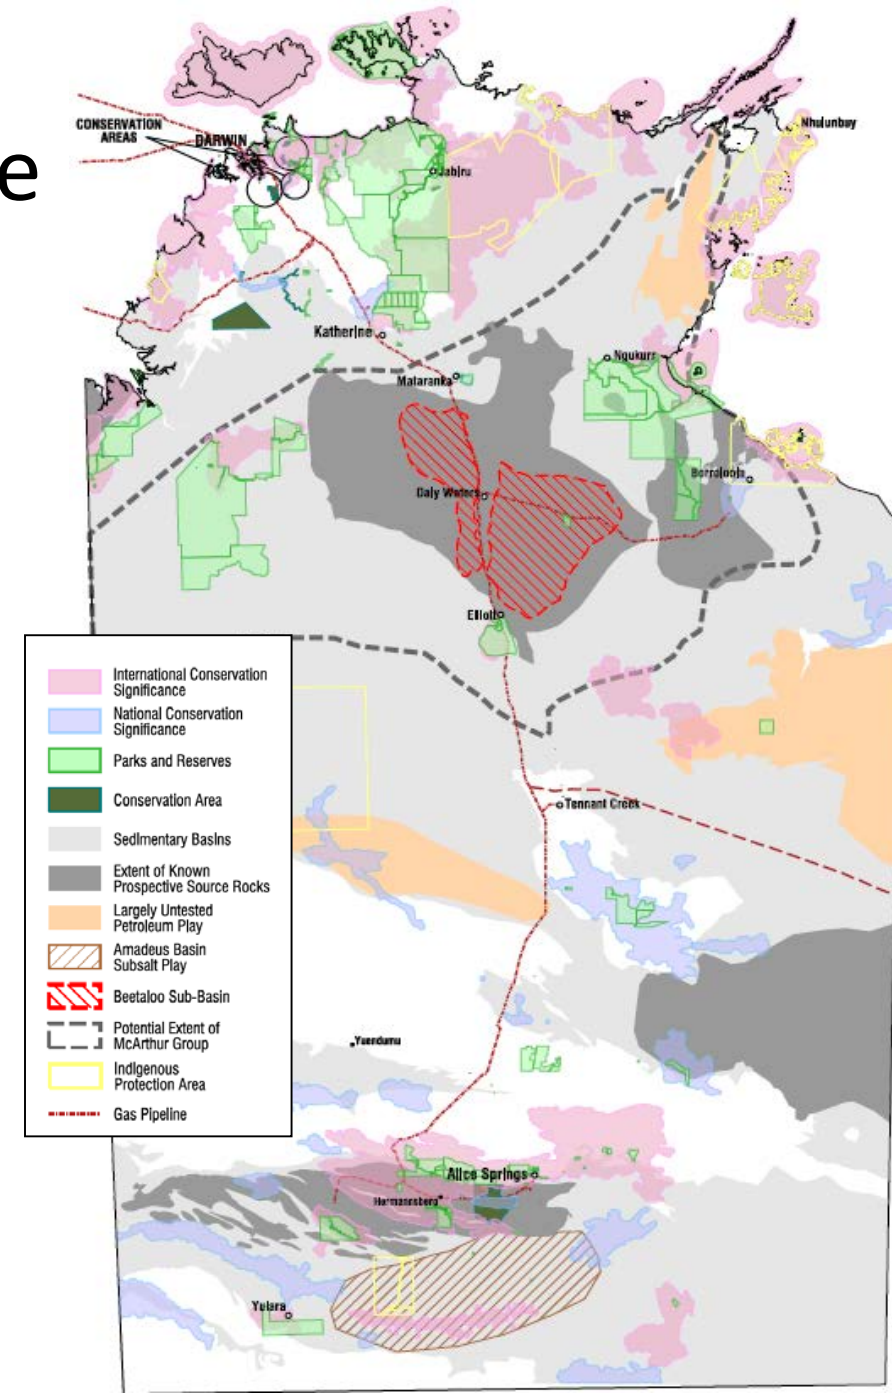 e
CONSERVATION
AREAS
DARWIN
Nhulunbuy
Jabiru
Katherine
Ngukurr
Mataranka
Borroloola
Daly Waters
Elliott
International Conservation
Significance
National Conservation
Significance
Parks and Reserves
Conservation Area
Sedimentary Basins
Extent of Known
Prospective Source Rocks
Largely Untested
Petroleum Play
Amadeus Basin
Subsalt Play
Beetaloo Sub-Basin
Potential Extent of
McArthur Group
Indigenous
Protection Area
Gas Pipeline
Tennant Creek
Yuendumu
Alice Springs
Hermannsberg
Yulara